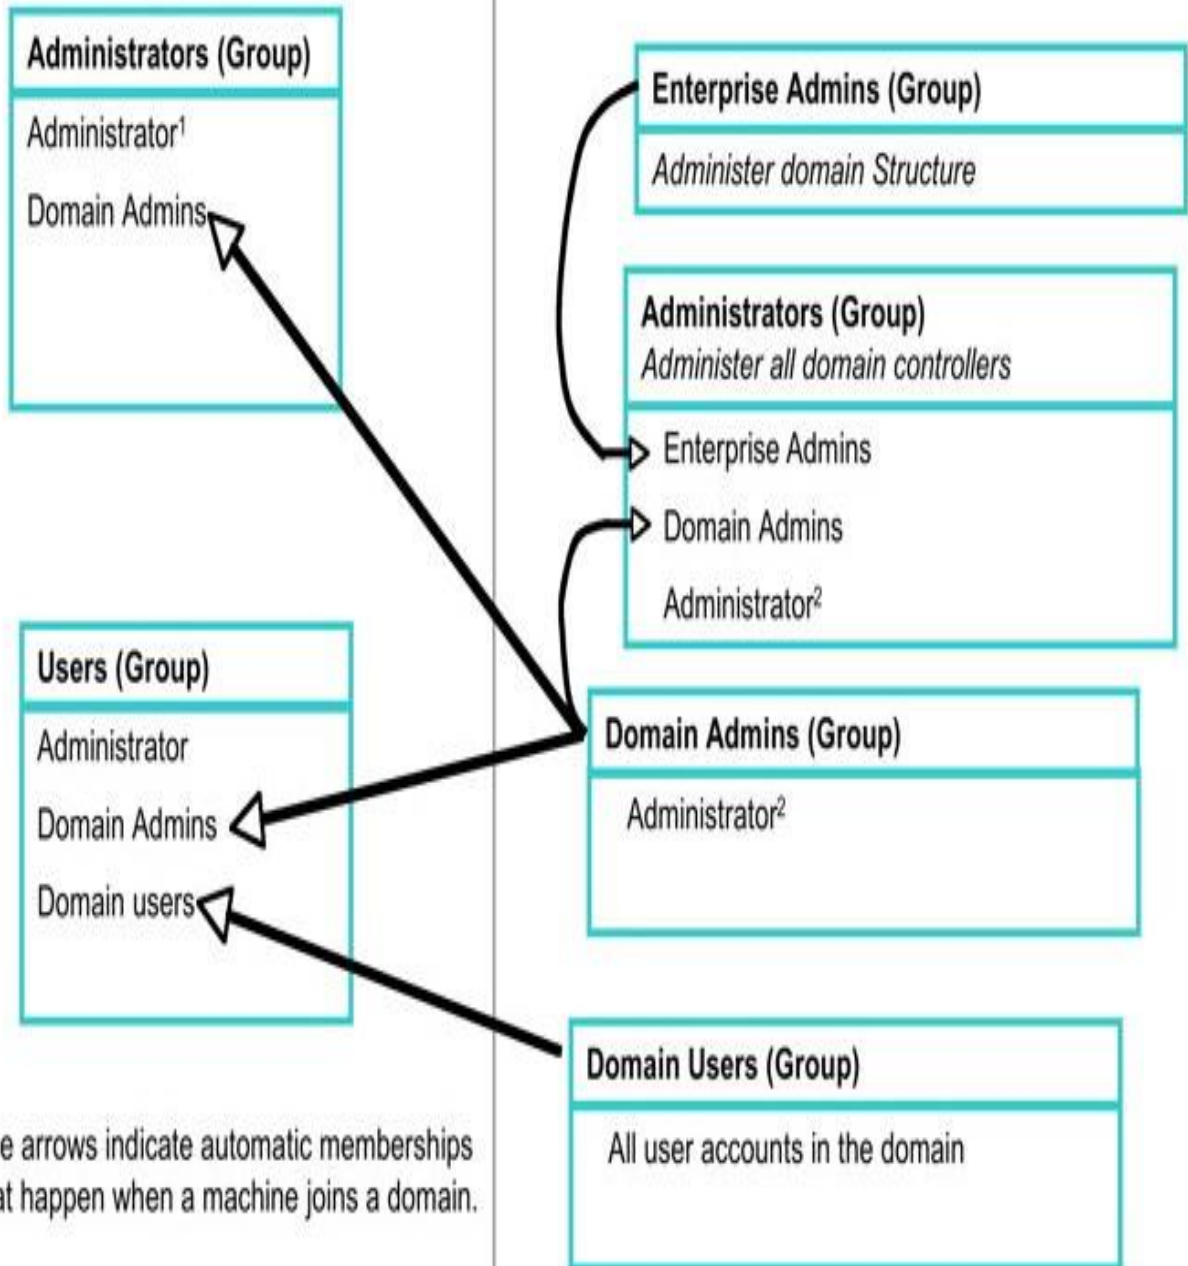 Administrators (Group)
Administrator¹
Domain Admins
Users (Group)
Administrator
Domain Admins
Domain users
e arrows indicate automatic memberships
at happen when a machine joins a domain.
Enterprise Admins (Group)
Administer domain Structure
Administrators (Group)
Administer all domain controllers
Enterprise Admins
Domain Admins
Administrator²
Domain Admins (Group)
Administrator²
Domain Users (Group)
All user accounts in the domain